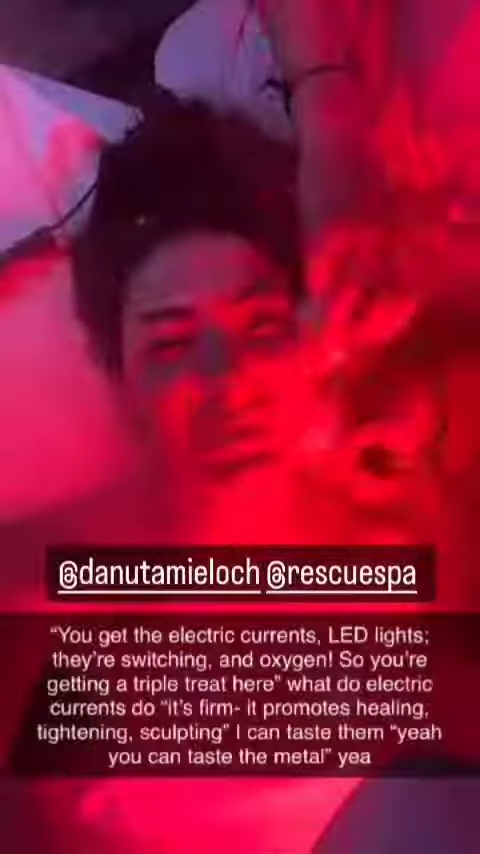 @danutamieloch @rescuespa
“You get the electric currents, LED lights;
they’re switching, and oxygen! So you’re
getting a triple treat here” what do electric
currents do “it’s firm- it promotes healing,
tightening, sculpting” I can taste them “yeah
you can taste the metal” yea